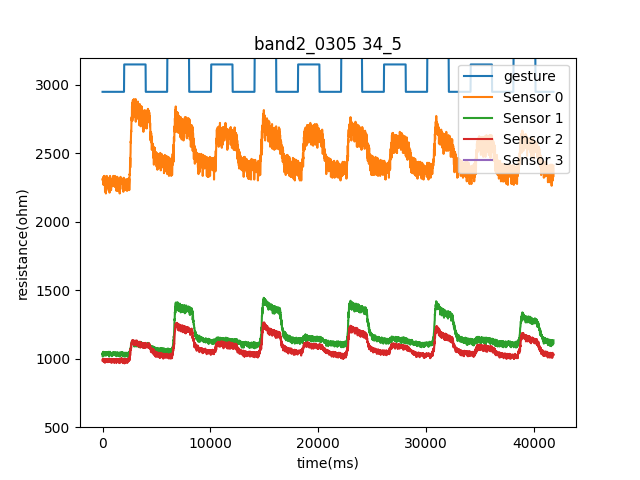 band2_0305 34_5
gesture
Sensor 0
Sensor 1
Sensor 2
Sensor 3
3000
2500
2000
1500
1000
500
resistance(ohm)
0
10000
20000
30000
40000
time(ms)